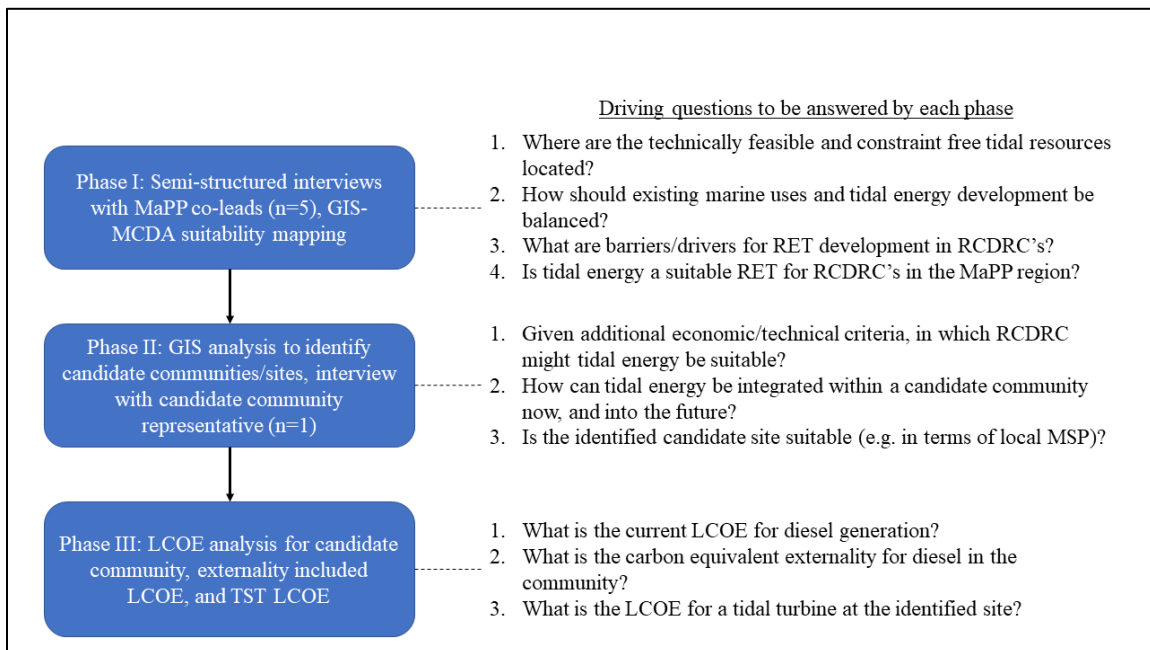 Driving questions to be answered by each phase
Phase I: Semi-structured interviews
with MaPP co-leads (n=5), GIS-
MCDA suitability mapping
1. Where are the technically feasible and constraint free tidal resources
located?
2. How should existing marine uses and tidal energy development be
balanced?
3. What are barriers/drivers for RET development in RCDRC's?
4. Is tidal energy a suitable RET for RCDRC's in the MaPP region?
Phase II: GIS analysis to identify
candidate communities/sites, interview
with candidate community
representative (n=1)
1. Given additional economic/technical criteria, in which RCDRC
might tidal energy be suitable?
2. How can tidal energy be integrated within a candidate community
now, and into the future?
3. Is the identified candidate site suitable (e.g. in terms of local MSP)?
Phase III: LCOE analysis for candidate
community, externality included
LCOE, and TST LCOE
1. What is the current LCOE for diesel generation?
2. What is the carbon equivalent externality for diesel in the
community?
3. What is the LCOE for a tidal turbine at the identified site?